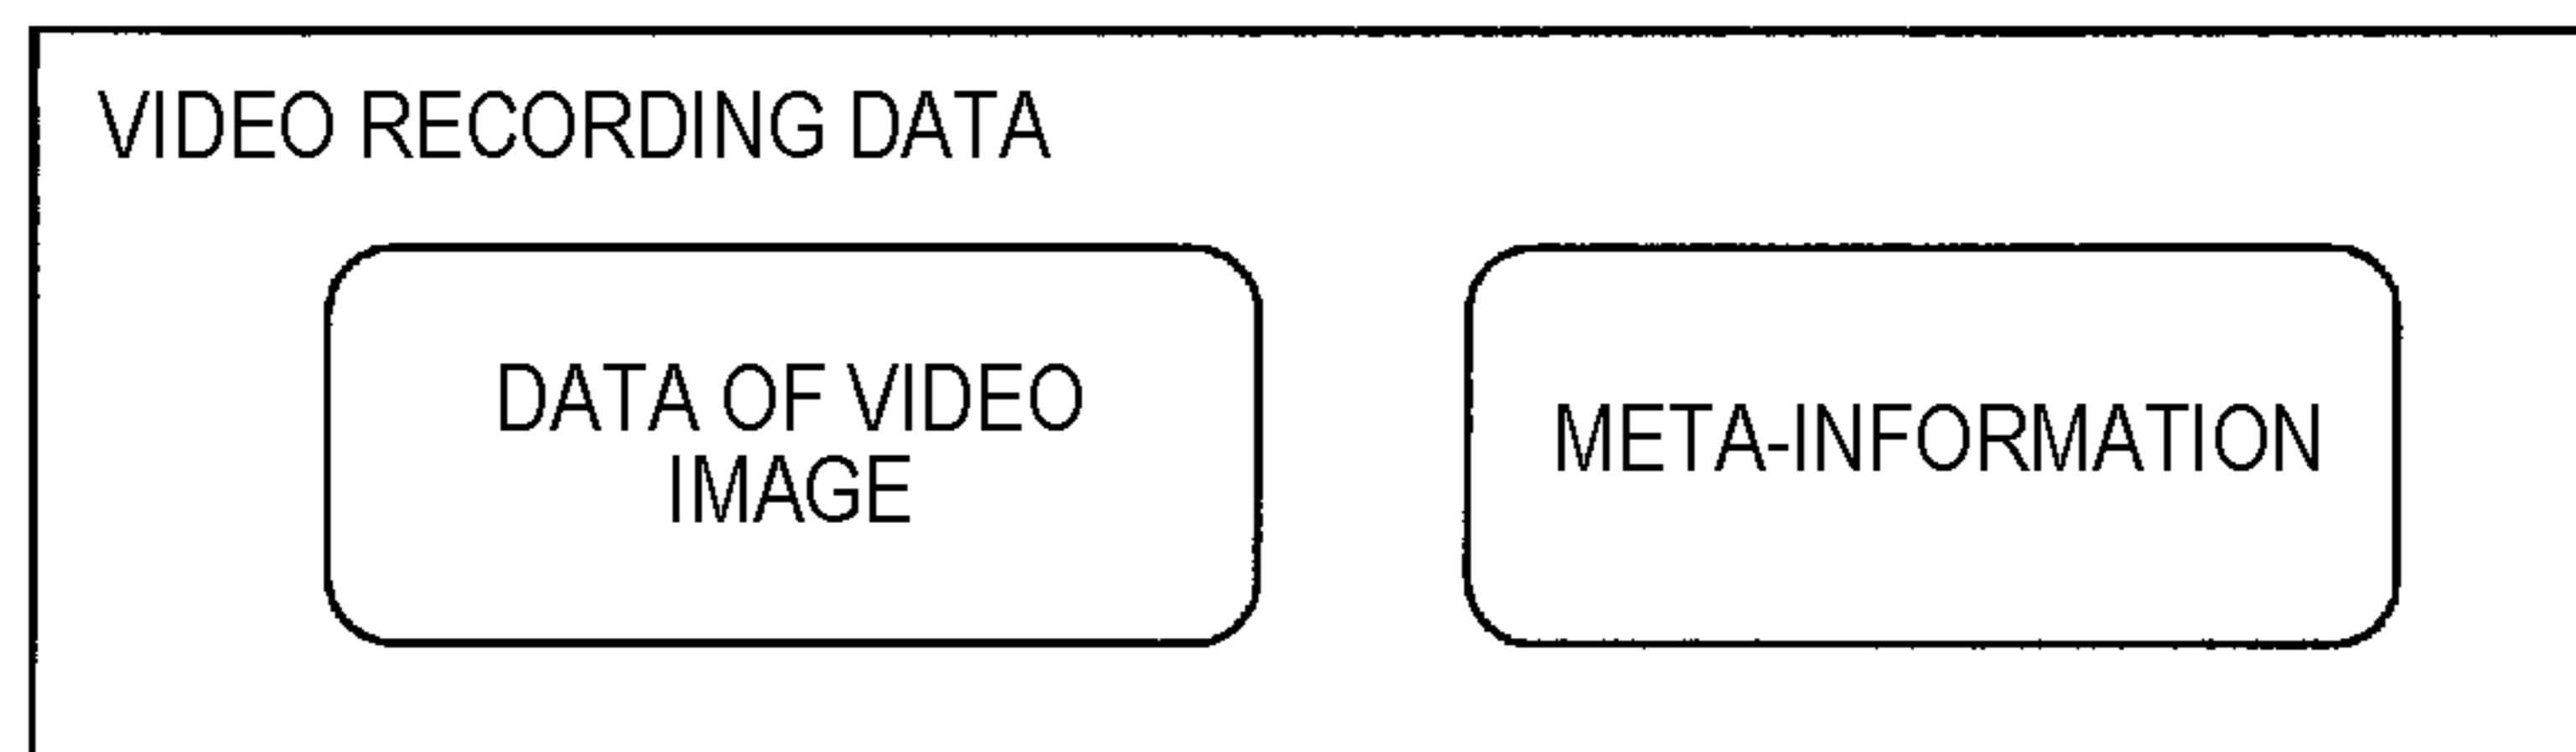 VIDEO RECORDING DATA
DATA OF VIDEO
IMAGE
META-INFORMATION